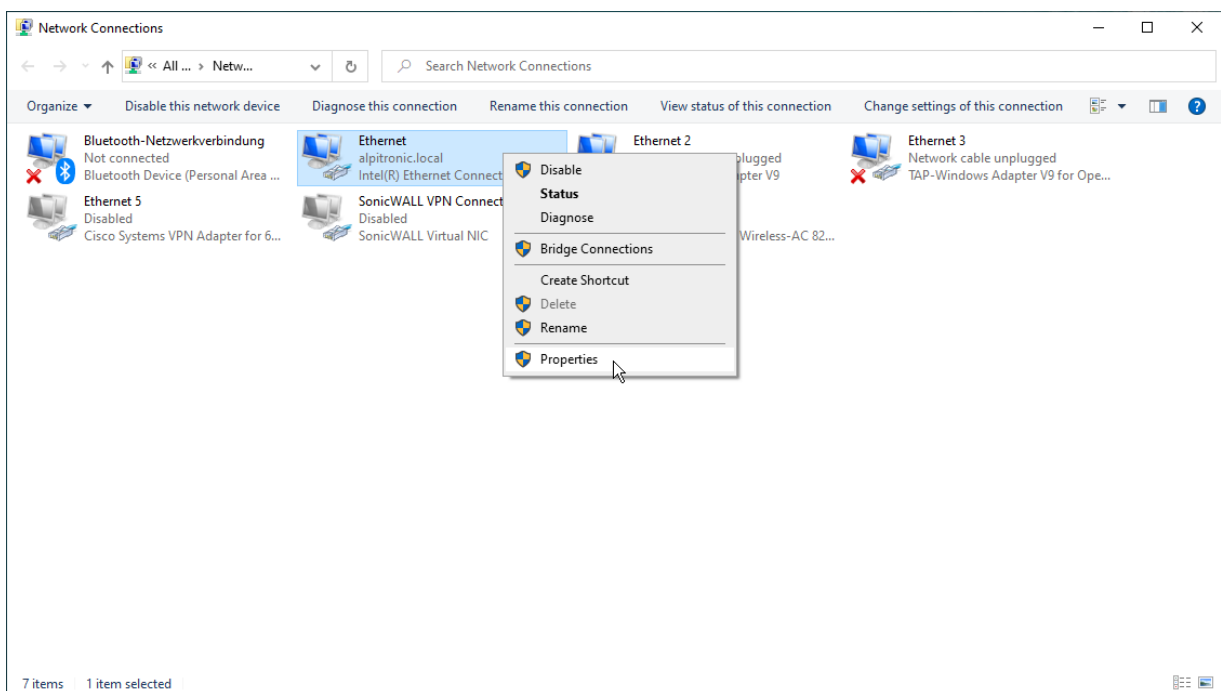 Network Connections
« All ... › Netw...
Search Network Connections
Organize Disable this network device Diagnose this connection Rename this connection View status of this connection Change settings of this connection
Bluetooth-Netzwerkverbindung
Not connected
Bluetooth Device (Personal Area ...
Ethernet
alpitronic.local
Intel(R) Ethernet Connect
Ethernet 2
plugged
pter V9
Ethernet 3
Network cable unplugged
TAP-Windows Adapter V9 for Ope...
Ethernet 5
Disabled
Cisco Systems VPN Adapter for 6...
SonicWALL VPN Connect
Disabled
SonicWALL Virtual NIC
Wireless-AC 82...
Disable
Status
Diagnose
Bridge Connections
Create Shortcut
Delete
Rename
Properties
7 items 1 item selected